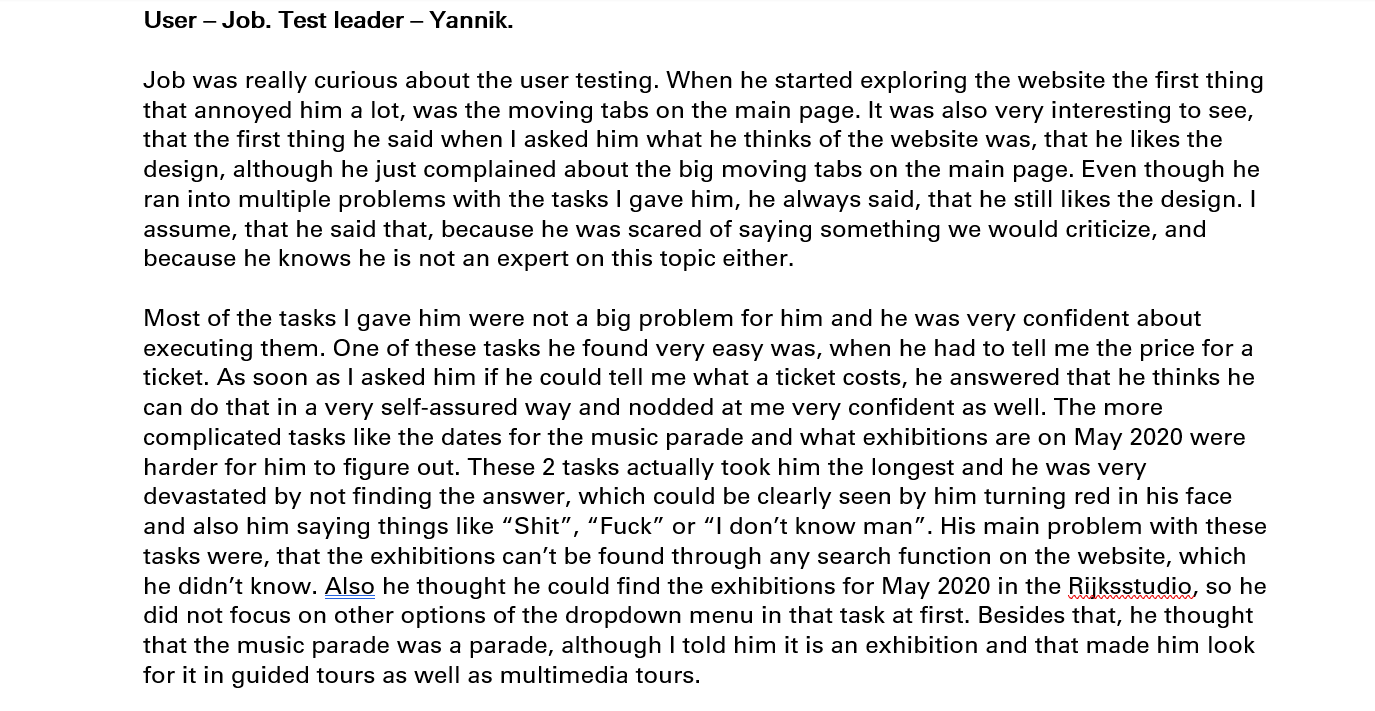 User – Job. Test leader – Yannik.
Job was really curious about the user testing. When he started exploring the website the first thing
that annoyed him a lot, was the moving tabs on the main page. It was also very interesting to see,
that the first thing he said when I asked him what he thinks of the website was, that he likes the
design, although he just complained about the big moving tabs on the main page. Even though he
ran into multiple problems with the tasks I gave him, he always said, that he still likes the design. I
assume, that he said that, because he was scared of saying something we would criticize, and
because he knows he is not an expert on this topic either.
Most of the tasks I gave him were not a big problem for him and he was very confident about
executing them. One of these tasks he found very easy was, when he had to tell me the price for a
ticket. As soon as I asked him if he could tell me what a ticket costs, he answered that he thinks he
can do that in a very self-assured way and nodded at me very confident as well. The more
complicated tasks like the dates for the music parade and what exhibitions are on May 2020 were
harder for him to figure out. These 2 tasks actually took him the longest and he was very
devastated by not finding the answer, which could be clearly seen by him turning red in his face
and also him saying things like “Shit”, “Fuck” or “I don’t know man”. His main problem with these
tasks were, that the exhibitions can’t be found through any search function on the website, which
he didn’t know. Also he thought he could find the exhibitions for May 2020 in the Rijksstudio, so he
did not focus on other options of the dropdown menu in that task at first. Besides that, he thought
that the music parade was a parade, although I told him it is an exhibition and that made him look
for it in guided tours as well as multimedia tours.